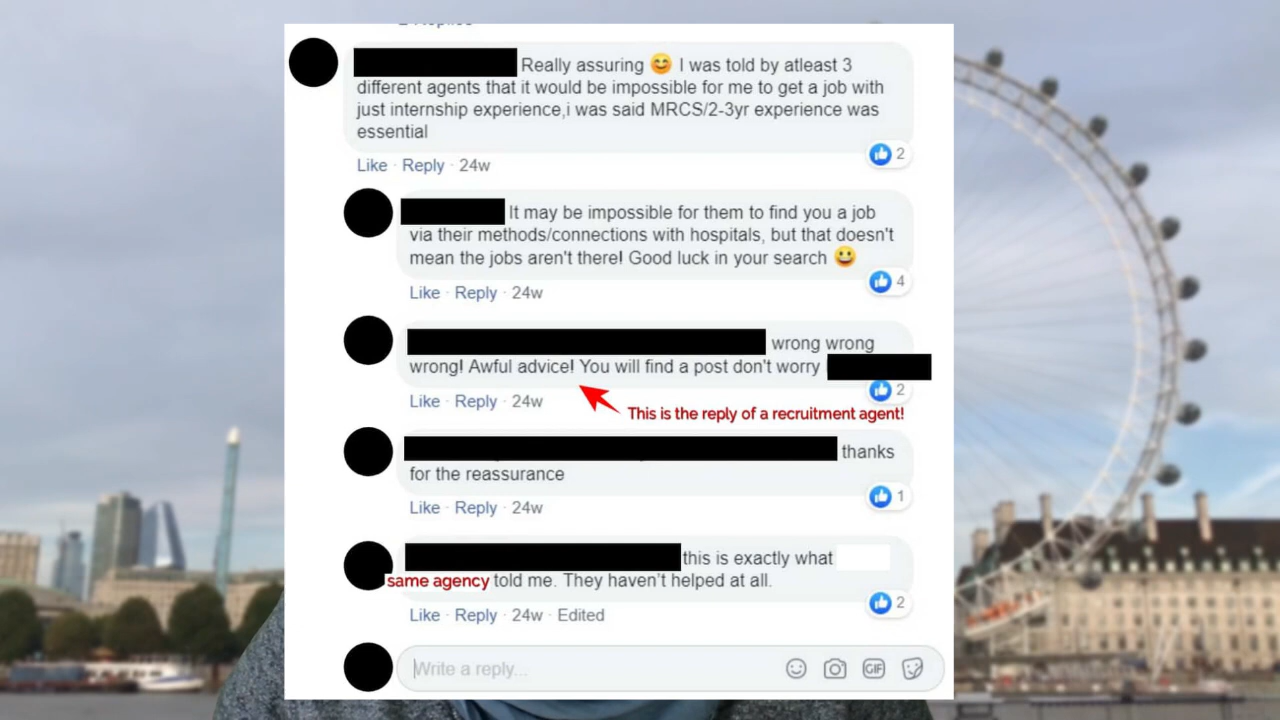 Really assuring 😊 I was told by atleast 3
different agents that it would be impossible for me to get a job with
just internship experience,i was said MRCS/2-3yr experience was
essential
2
Like · Reply · 24w
It may be impossible for them to find you a job
via their methods/connections with hospitals, but that doesn't
mean the jobs aren't there! Good luck in your search 😀
4
Like · Reply · 24w
wrong wrong
wrong! Awful advice! You will find a post don't worry
2
Like · Reply · 24w
This is the reply of a recruitment agent!
thanks
for the reassurance
1
Like · Reply · 24w
this is exactly what
same agency told me. They haven't helped at all.
2
Like · Reply · 24w · Edited
Write a reply...
GIF